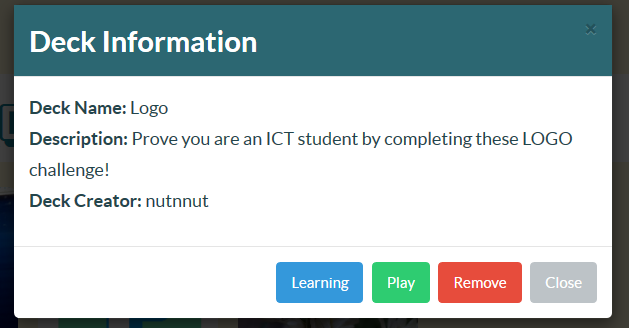 Deck Information
×
Deck Name: Logo
Description: Prove you are an ICT student by completing these LOGO
challenge!
Deck Creator: nutnnut
Learning Play Remove Close